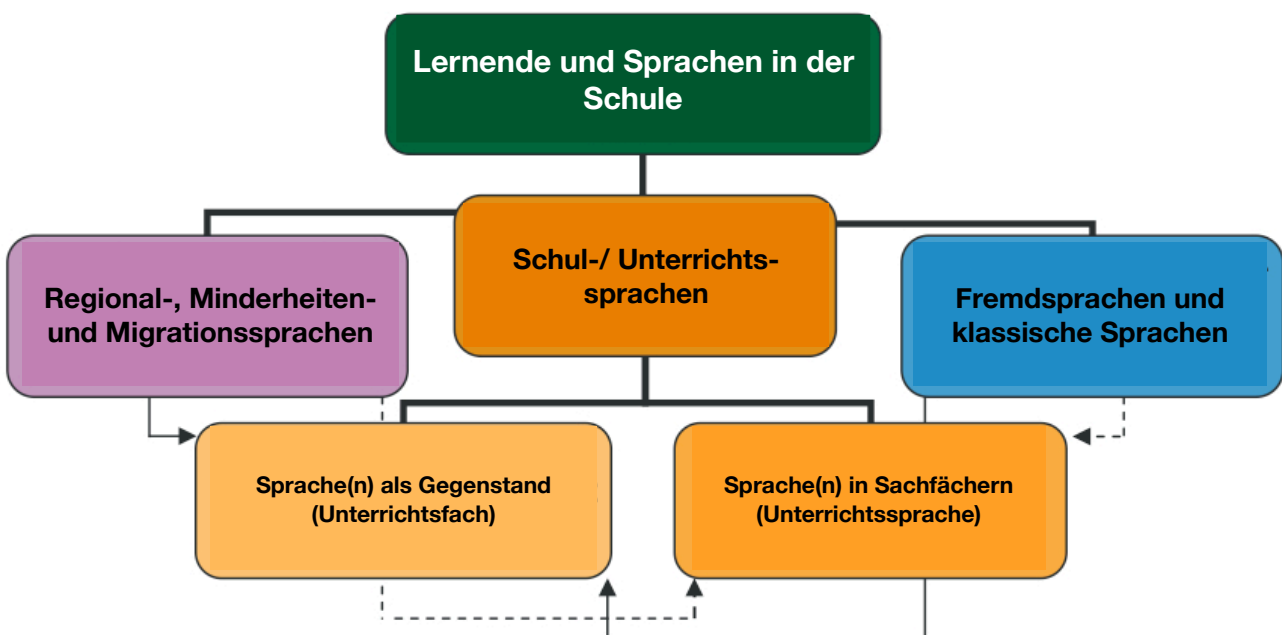 Lernende und Sprachen in der
Schule
Schul-/ Unterrichts-
sprachen
Regional-, Minderheiten-
und Migrationssprachen
Fremdsprachen und
klassische Sprachen
Sprache(n) als Gegenstand
(Unterrichtsfach)
Sprache(n) in Sachfächern
(Unterrichtssprache)